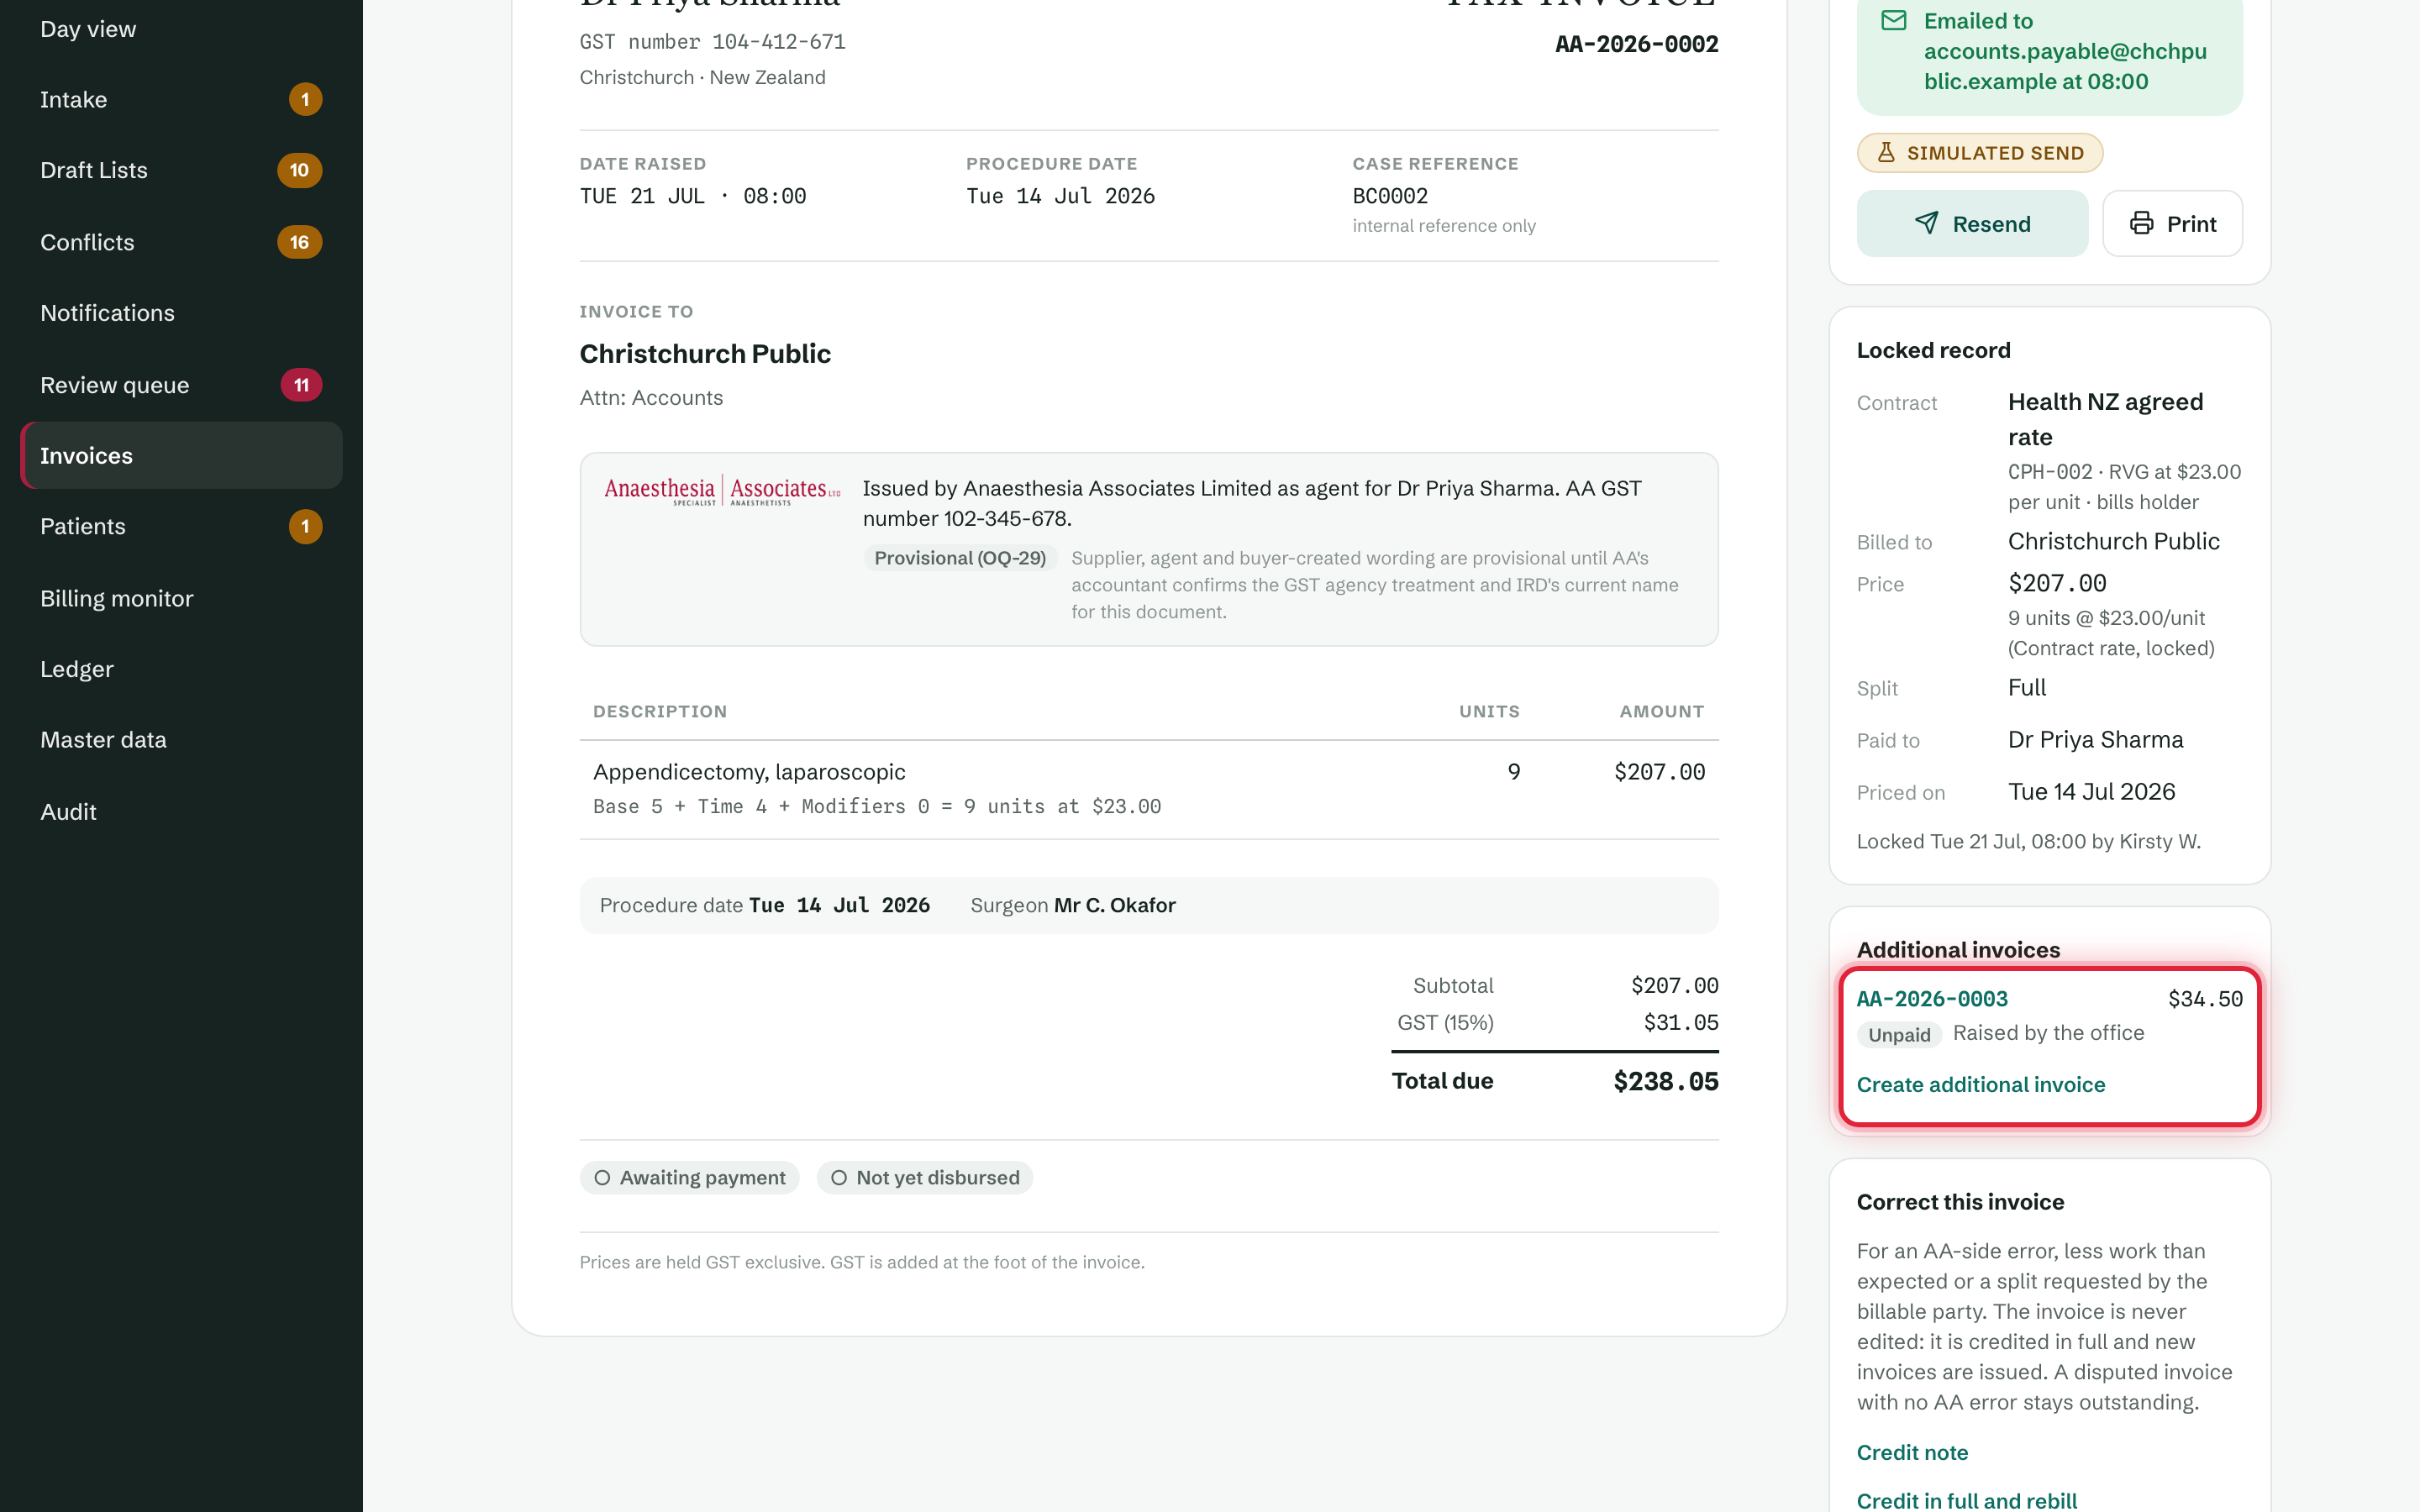 Day view
Intake 1
Draft Lists 10
Conflicts 16
Notifications
Review queue 11
Invoices
Patients 1
Billing monitor
Ledger
Master data
Audit
Dr Priya Sharma
TAX INVOICE
GST number 104-412-671
AA-2026-0002
Christchurch · New Zealand
DATE RAISED
TUE 21 JUL · 08:00
PROCEDURE DATE
Tue 14 Jul 2026
CASE REFERENCE
BC0002
internal reference only
INVOICE TO
Christchurch Public
Attn: Accounts
Anaesthesia Associates LTD
SPECIALIST ANAESTHETISTS
Issued by Anaesthesia Associates Limited as agent for Dr Priya Sharma. AA GST
number 102-345-678.
Provisional (OQ-29)
Supplier, agent and buyer-created wording are provisional until AA's
accountant confirms the GST agency treatment and IRD's current name
for this document.
DESCRIPTION UNITS AMOUNT
Appendicectomy, laparoscopic 9 $207.00
Base 5 + Time 4 + Modifiers 0 = 9 units at $23.00
Procedure date Tue 14 Jul 2026 Surgeon Mr C. Okafor
Subtotal $207.00
GST (15%) $31.05
Total due $238.05
Awaiting payment Not yet disbursed
Prices are held GST exclusive. GST is added at the foot of the invoice.
Emailed to
accounts.payable@chchpu
blic.example at 08:00
SIMULATED SEND
Resend Print
Locked record
Contract Health NZ agreed
rate
CPH-002 · RVG at $23.00
per unit · bills holder
Billed to Christchurch Public
Price $207.00
9 units @ $23.00/unit
(Contract rate, locked)
Split Full
Paid to Dr Priya Sharma
Priced on Tue 14 Jul 2026
Locked Tue 21 Jul, 08:00 by Kirsty W.
Additional invoices
AA-2026-0003 $34.50
Unpaid Raised by the office
Create additional invoice
Correct this invoice
For an AA-side error, less work than
expected or a split requested by the
billable party. The invoice is never
edited: it is credited in full and new
invoices are issued. A disputed invoice
with no AA error stays outstanding.
Credit note
Credit in full and rebill